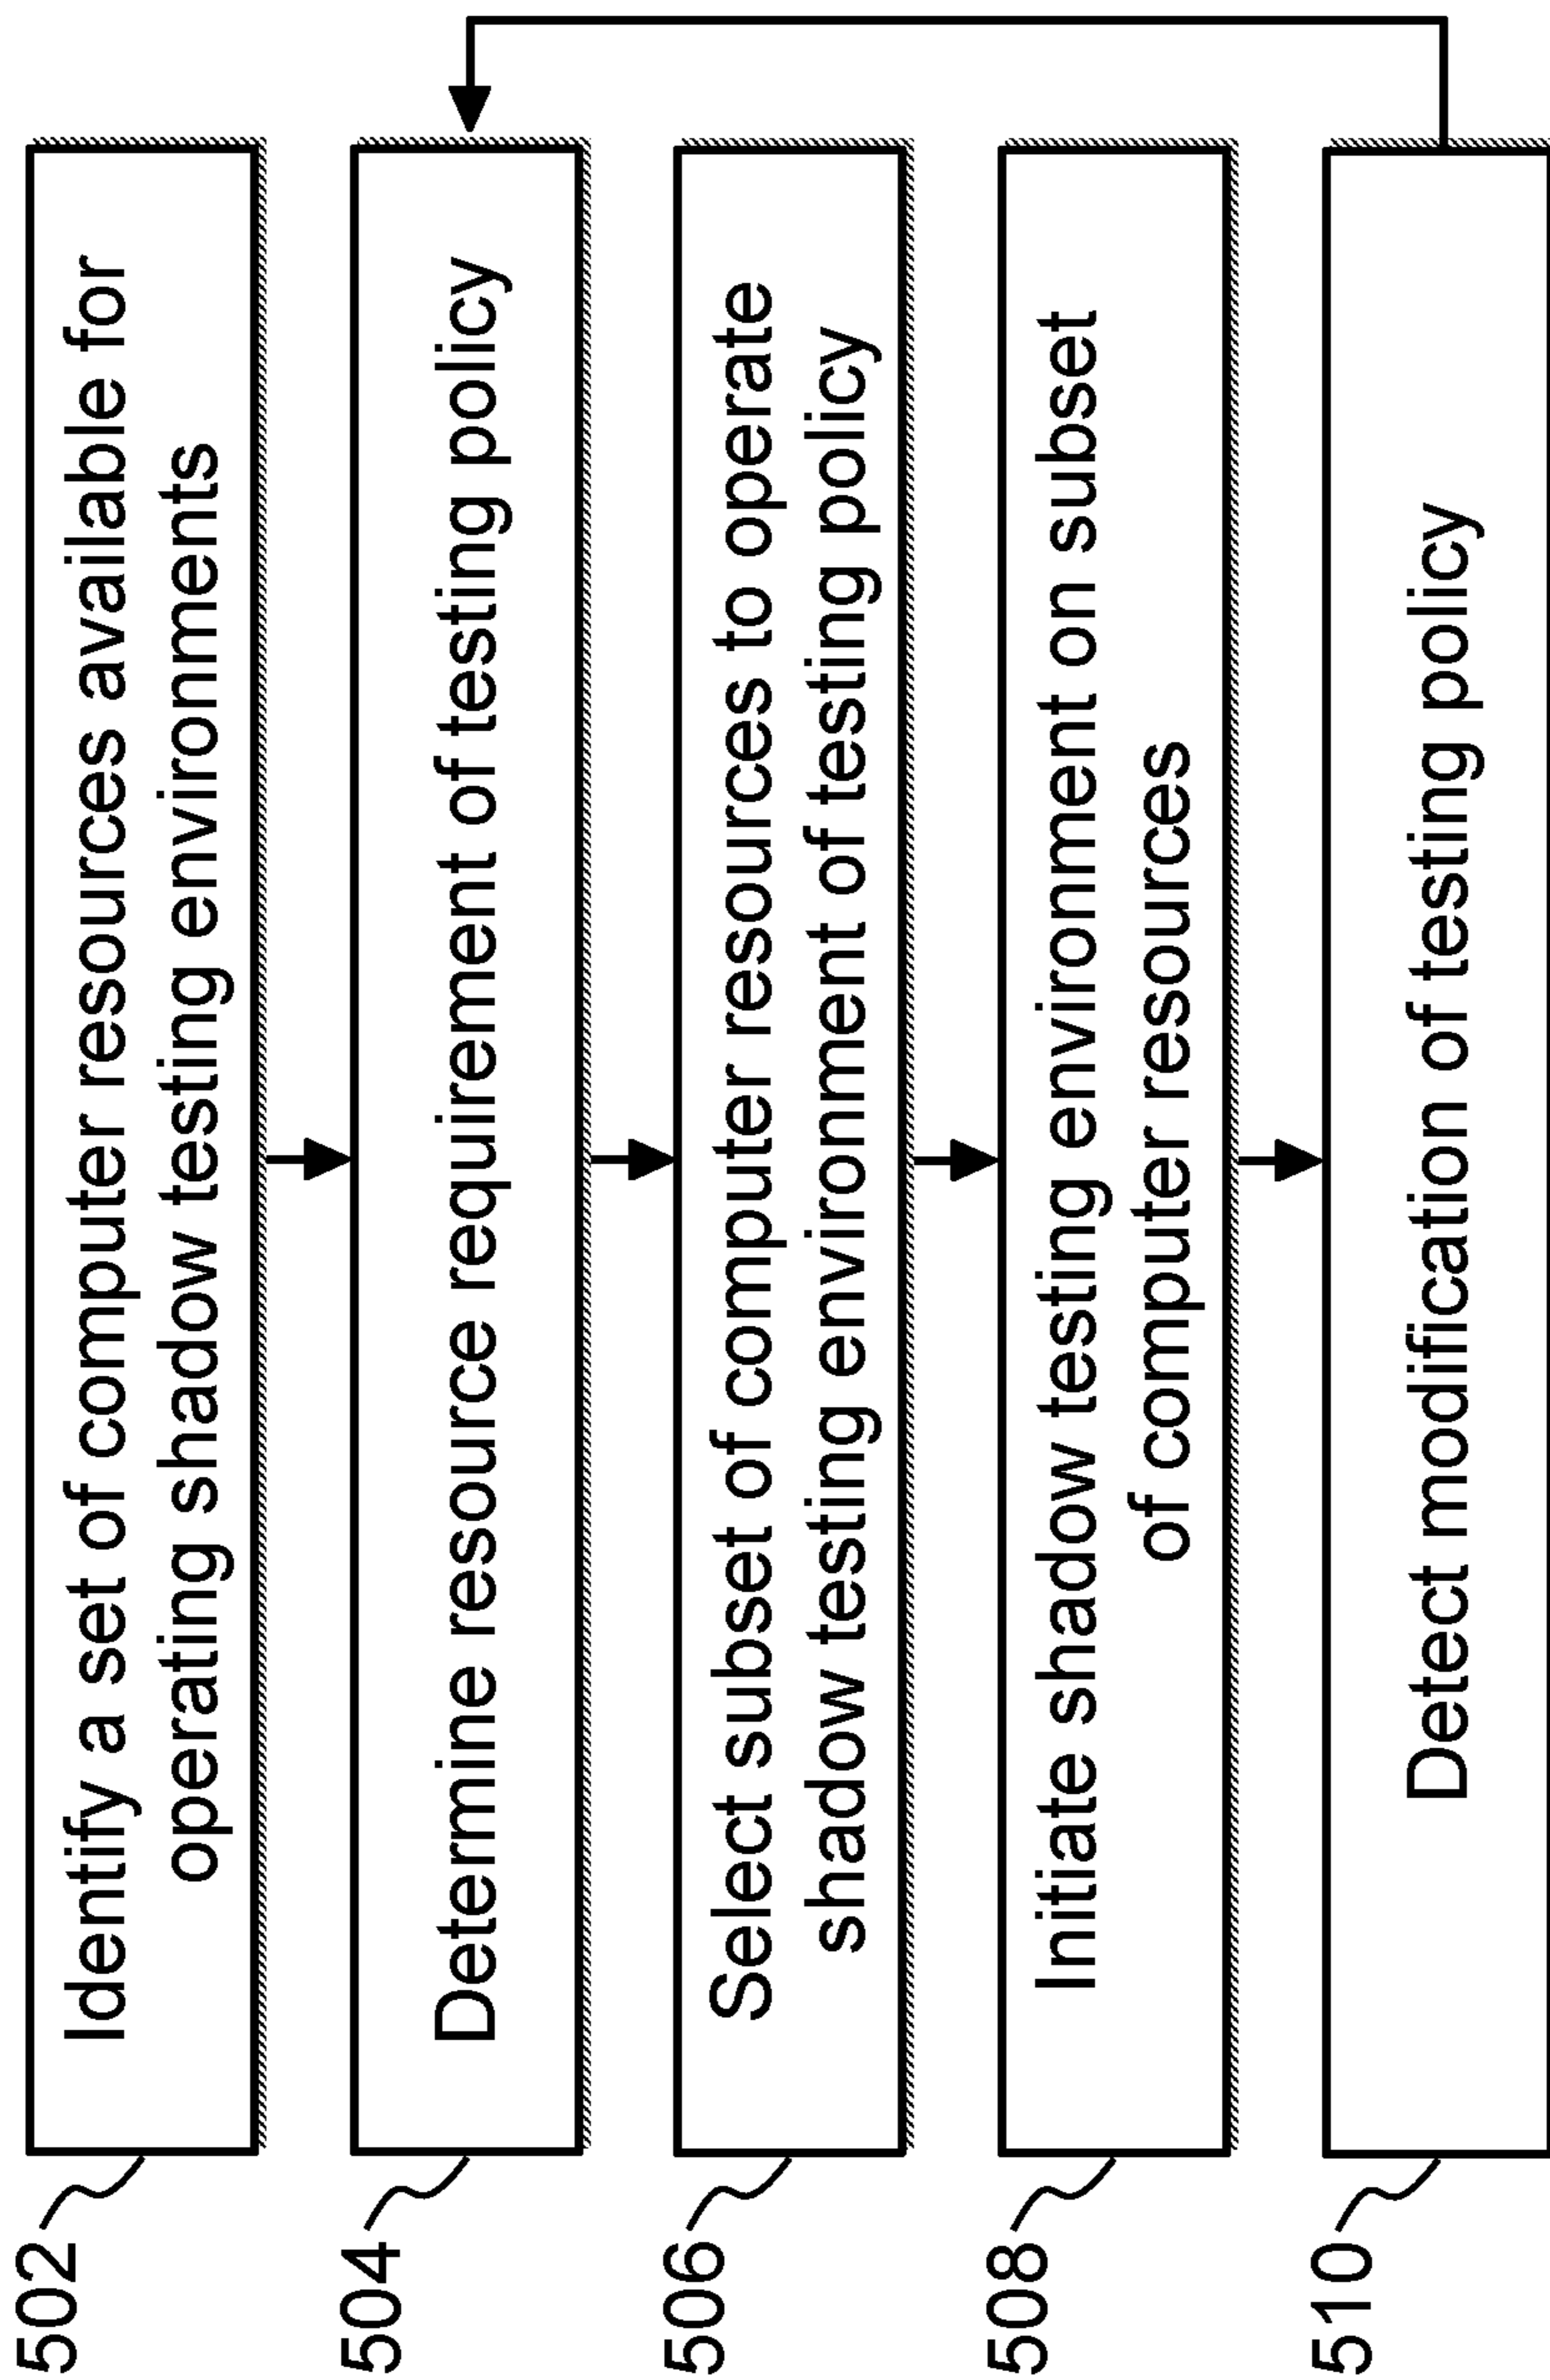 502
Identify a set of computer resources available for
operating shadow testing environments
504
Determine resource requirement of testing policy
506
Select subset of computer resources to operate
shadow testing environment of testing policy
508
Initiate shadow testing environment on subset
of computer resources
510
Detect modification of testing policy